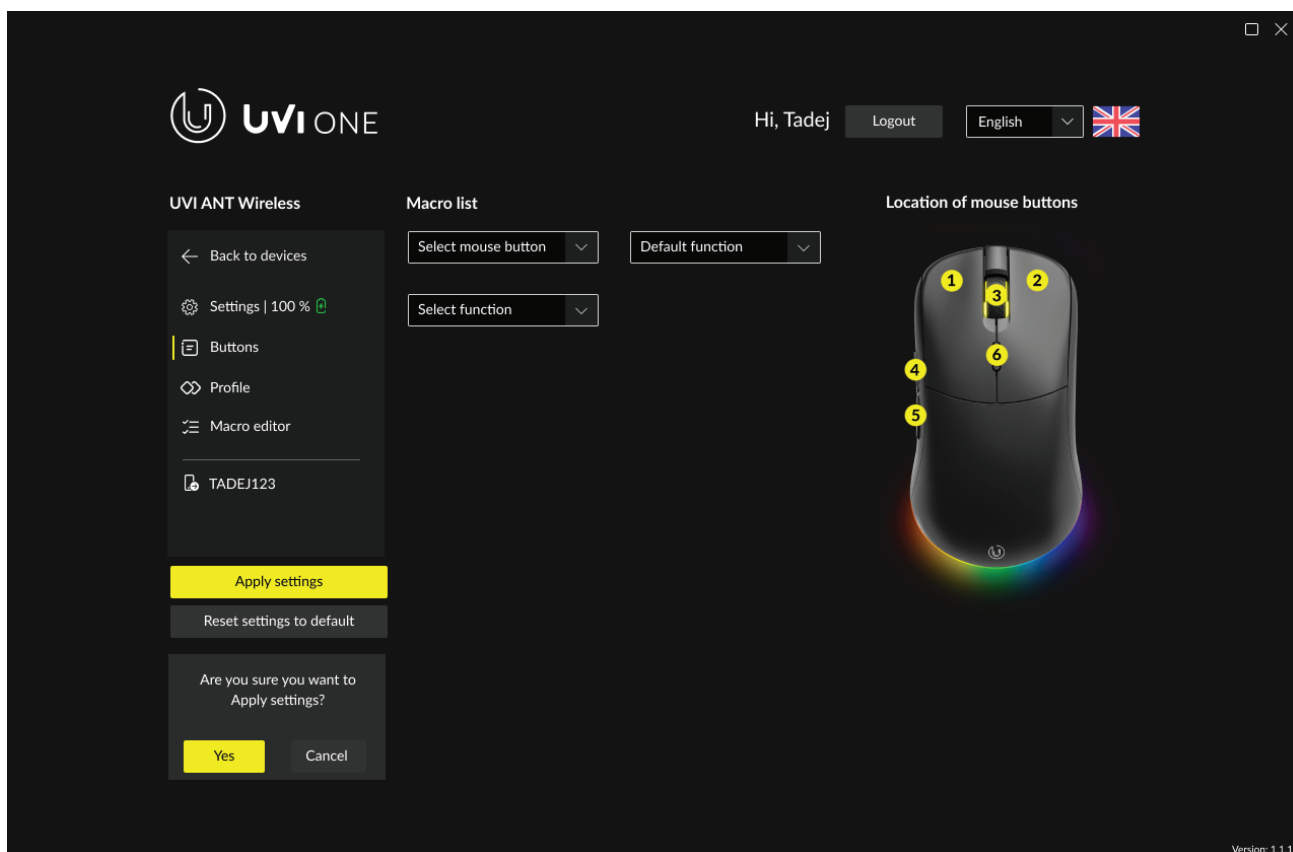 UVI ONE
Hi, Tadej
Logout
English
UVI ANT Wireless
Macro list
Location of mouse buttons
Back to devices
Settings | 100 %
Buttons
Profile
Macro editor
TADEJ123
Select mouse button
Default function
Select function
1
2
3
6
4
5
Apply settings
Reset settings to default
Are you sure you want to
Apply settings?
Yes
Cancel
Version: 1.1.1